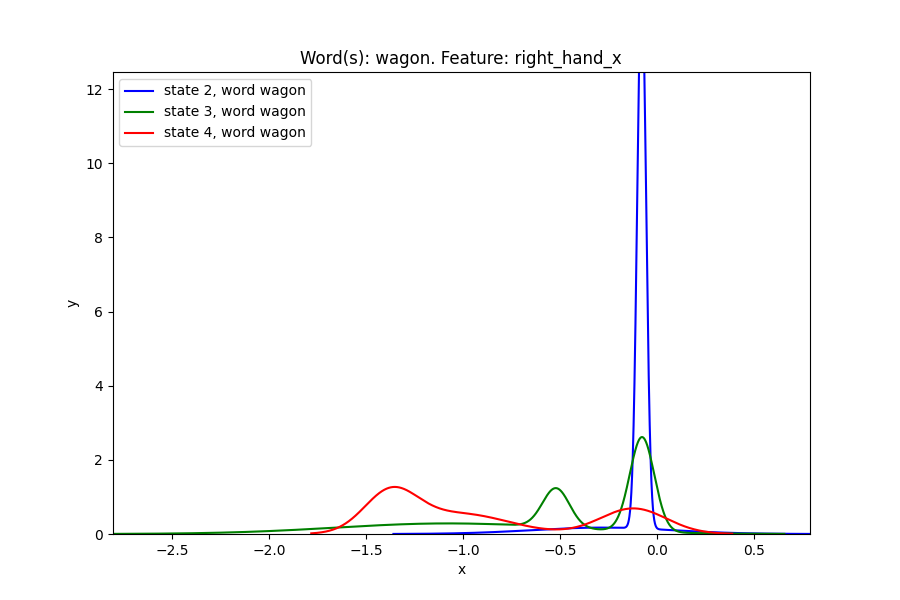 Word(s): wagon. Feature: right_hand_x
state 2, word wagon
state 3, word wagon
state 4, word wagon
12
10
8
6
4
2
0
y
−2.5 −2.0 −1.5 −1.0 −0.5 0.0 0.5
x